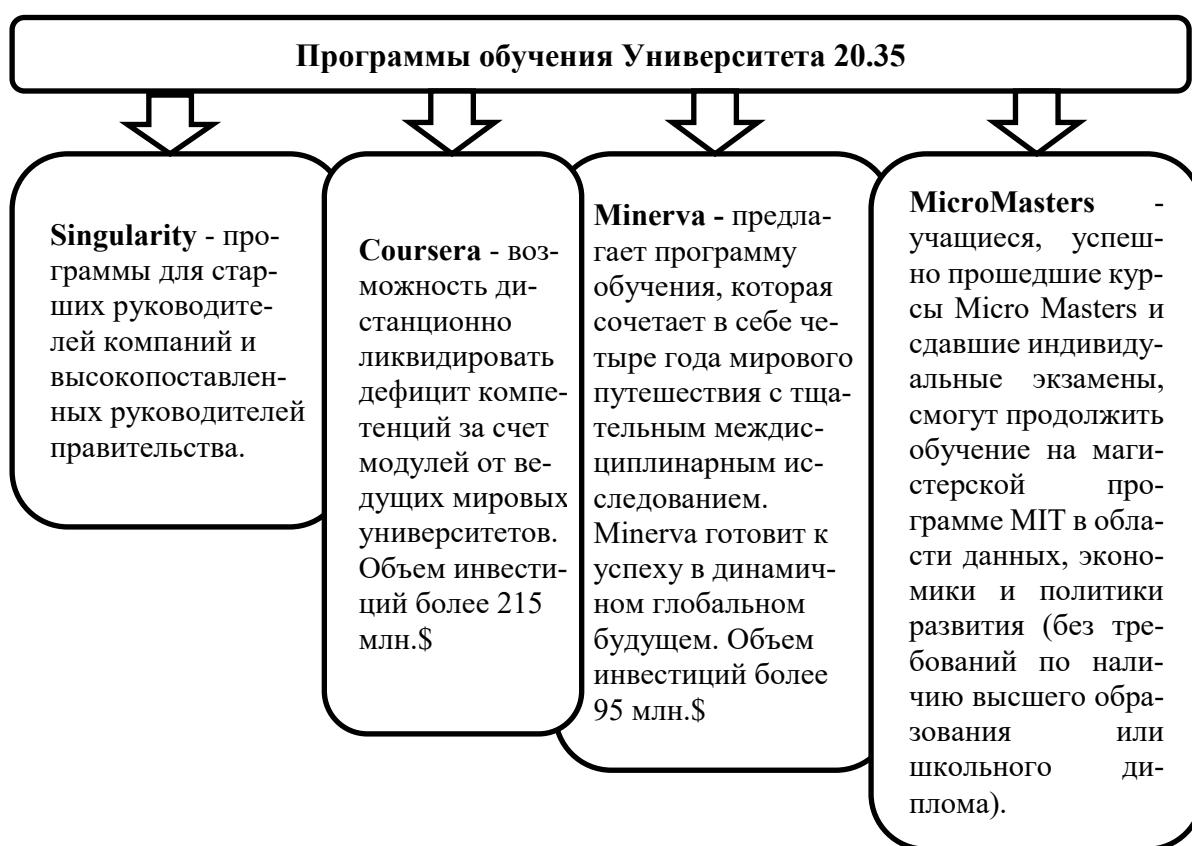 Программы обучения Университета 20.35
Singularity - про-
граммы для стар-
ших руководите-
лей компаний и
высокопоставлен-
ных руководителей
правительства.
Coursera - воз-
можность ди-
станционно
ликвидировать
дефицит компе-
тенций за счет
модулей от ве-
дущих мировых
университетов.
Объем инвести-
ций более 215
млн.$
Minerva - предла-
гает программу
обучения, которая
сочетает в себе че-
тыре года мирового
путешествия с тща-
тельным междис-
циплинарным ис-
следованием.
Minerva готовит к
успеху в динамич-
ном глобальном
будущем. Объем
инвестиций более
95 млн.$
MicroMasters -
учащиеся, успеш-
но прошедшие кур-
сы Micro Masters и
сдавшие индивиду-
альные экзамены,
смогут продолжить
обучение на маги-
стерской про-
грамме MIT в обла-
сти данных, эконо-
мики и политики
развития (без тре-
бований по нали-
чию высшего обра-
зования или
школьного ди-
плома).